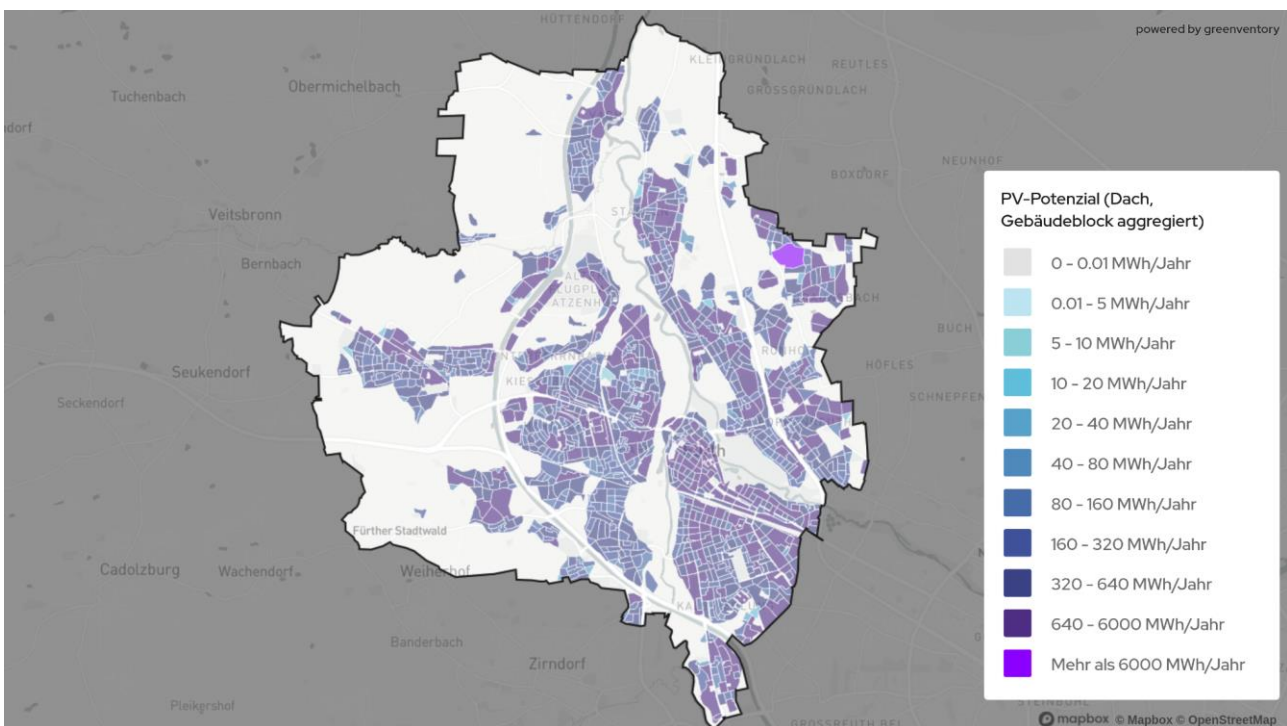 HÜTTENDORF
powered by greenventory
KLEINGRÜNDLACH
REUTLES
Obermichelbach
GROSSGRÜNDLACH
Tuchenbach
NEUNHOF
BOXDORF
Veitsbronn
Bernbach
BUCH
HÖFLES
Seukendorf
Seckendorf
Fürther Stadtwald
Cadolzburg
Wachendorf
Weiherhof
Banderbach
Zirndorf
Pleikershof
GROSSREUTH BEI
STEINBÜHL
PV-Potenzial (Dach,
Gebäudeblock aggregiert)
0 - 0.01 MWh/Jahr
0.01 - 5 MWh/Jahr
5 - 10 MWh/Jahr
10 - 20 MWh/Jahr
20 - 40 MWh/Jahr
40 - 80 MWh/Jahr
80 - 160 MWh/Jahr
160 - 320 MWh/Jahr
320 - 640 MWh/Jahr
640 - 6000 MWh/Jahr
Mehr als 6000 MWh/Jahr
mapbox © Mapbox © OpenStreetMap